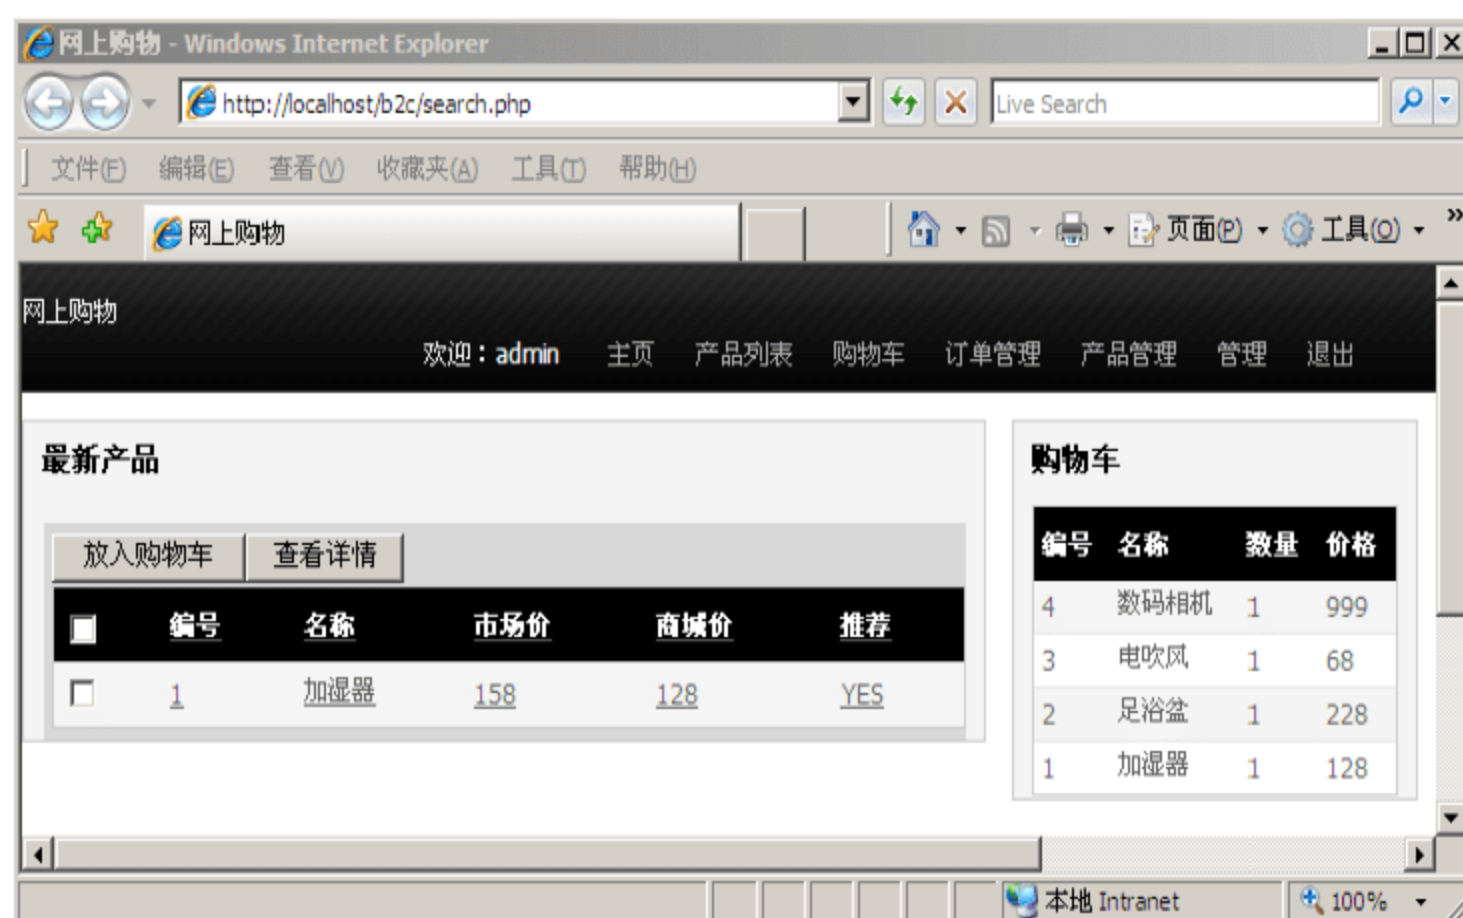 网上购物 - Windows Internet Explorer
http://localhost/b2c/search.php Live Search
文件(F) 编辑(E) 查看(V) 收藏夹(A) 工具(T) 帮助(H)
网上购物 页面(P) 工具(O) »
网上购物
欢迎：admin 主页 产品列表 购物车 订单管理 产品管理 管理 退出
最新产品
放入购物车 查看详情
编号 名称 市场价 商城价 推荐
1 加湿器 158 128 YES
购物车
编号 名称 数量 价格
4 数码相机 1 999
3 电吹风 1 68
2 足浴盆 1 228
1 加湿器 1 128
本地 Intranet 100%